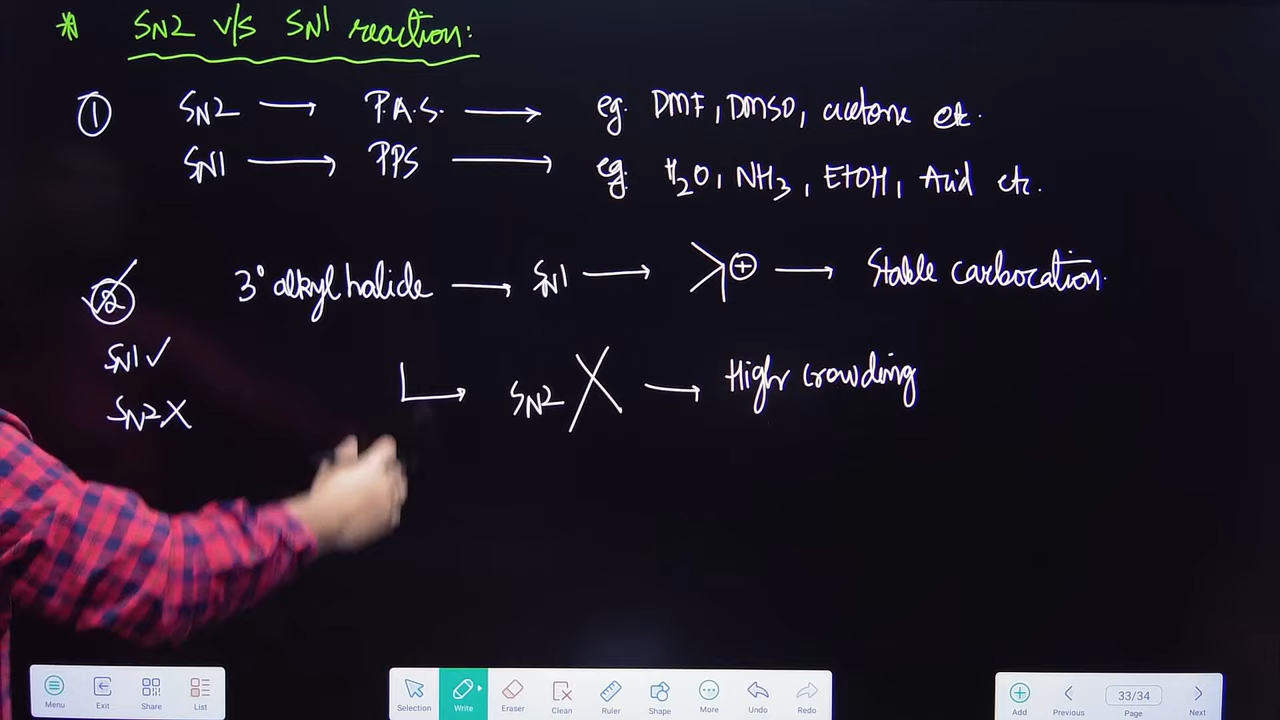 * SN2 v/s SN1 reaction:
① SN2 → P.A.S. → eg. DMF, DMSO, acetone etc.
SN1 → PPS → eg. H2O, NH3, EtOH, Acid etc.
② 3° alkyl halide → SN1 → ⊕ → Stable carbocation.
SN1 ✓
SN2 X → High crowding
SN2 X
Menu Exit Share List
Selection Write Eraser Clean Ruler Shape More Undo Redo
Add Previous 33/34 Page Next